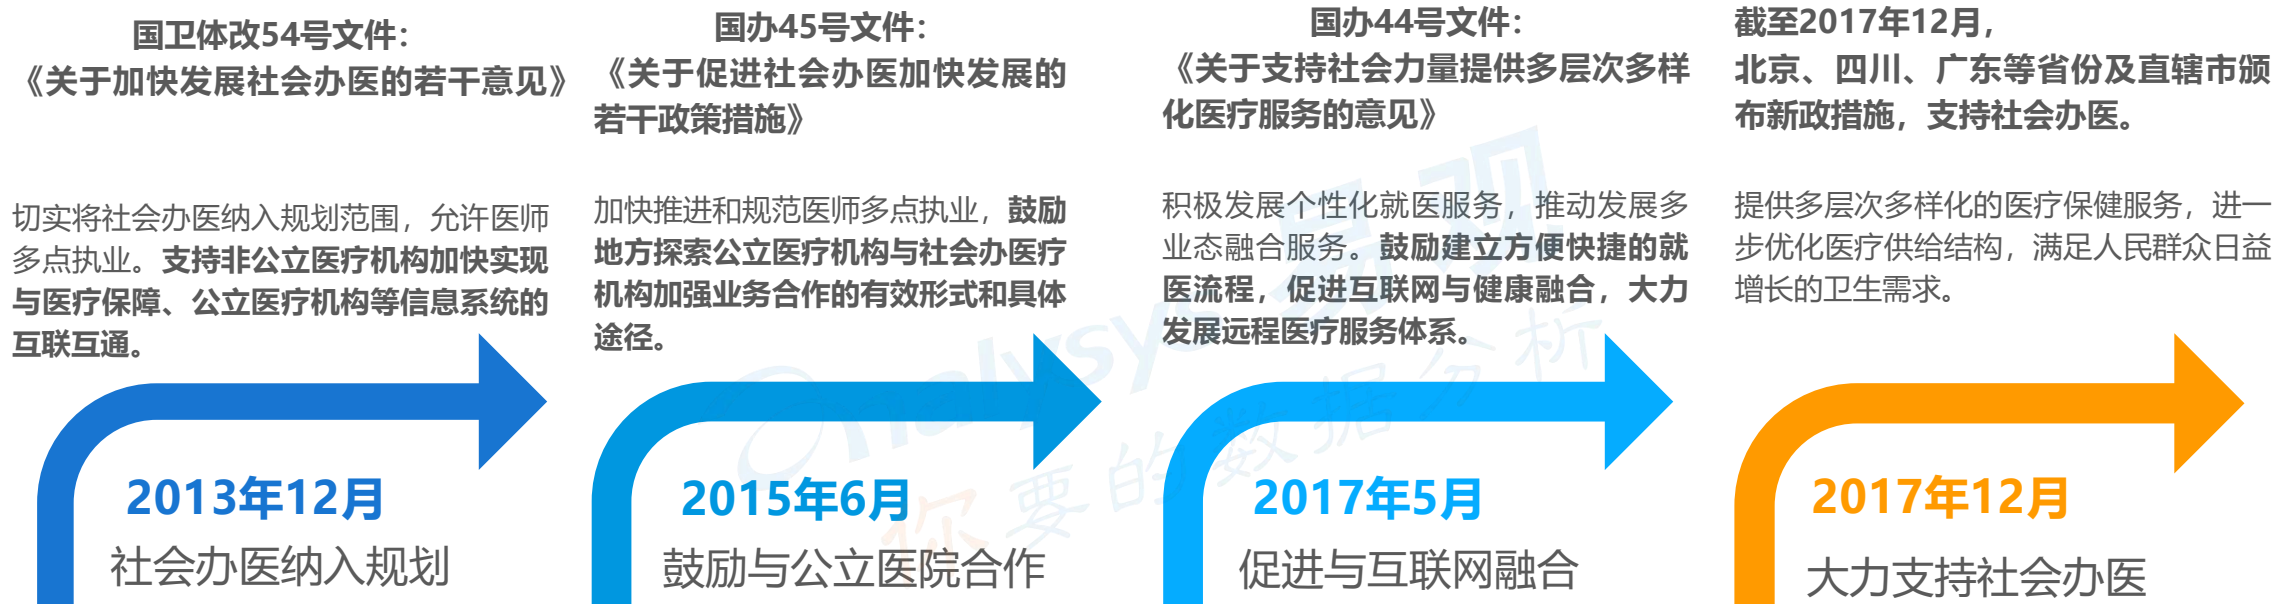 国卫体改54号文件：
《关于加快发展社会办医的若干意见》
切实将社会办医纳入规划范围，允许医师
多点执业。支持非公立医疗机构加快实现
与医疗保障、公立医疗机构等信息系统的
互联互通。
2013年12月
社会办医纳入规划
国办45号文件：
《关于促进社会办医加快发展的
若干政策措施》
加快推进和规范医师多点执业，鼓励
地方探索公立医疗机构与社会办医疗
机构加强业务合作的有效形式和具体
途径。
2015年6月
鼓励与公立医院合作
国办44号文件：
《关于支持社会力量提供多层次多样
化医疗服务的意见》
积极发展个性化就医服务，推动发展多
业态融合服务。鼓励建立方便快捷的就
医流程，促进互联网与健康融合，大力
发展远程医疗服务体系。
2017年5月
促进与互联网融合
截至2017年12月，
北京、四川、广东等省份及直辖市颁
布新政措施，支持社会办医。
提供多层次多样化的医疗保健服务，进一
步优化医疗供给结构，满足人民群众日益
增长的卫生需求。
2017年12月
大力支持社会办医
analysys 易观
你要的数据分析